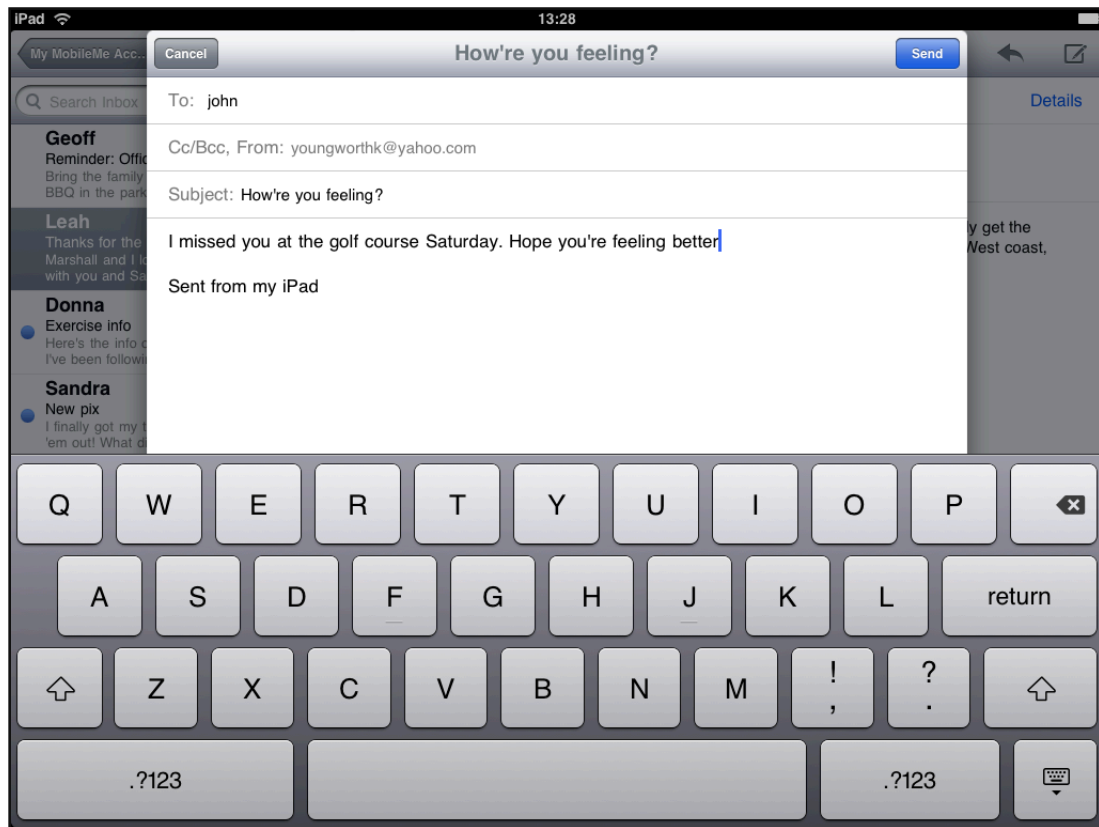 iPad 13:28
My MobileMe Acc...
Cancel
How're you feeling?
Send
Search Inbox
To: john
Details
Geoff
Reminder: Offic
Bring the family
BBQ in the park
Cc/Bcc, From: youngworthk@yahoo.com
Subject: How're you feeling?
Leah
Thanks for the
Marshall and I lo
with you and Sa
I missed you at the golf course Saturday. Hope you're feeling better
Sent from my iPad
ly get the
West coast,
Donna
Exercise info
Here's the info o
I've been followi
Sandra
New pix
I finally got my t
'em out! What di
Q W E R T Y U I O P
A S D F G H J K L return
Z X C V B N M ! , ? .
.?123 .?123